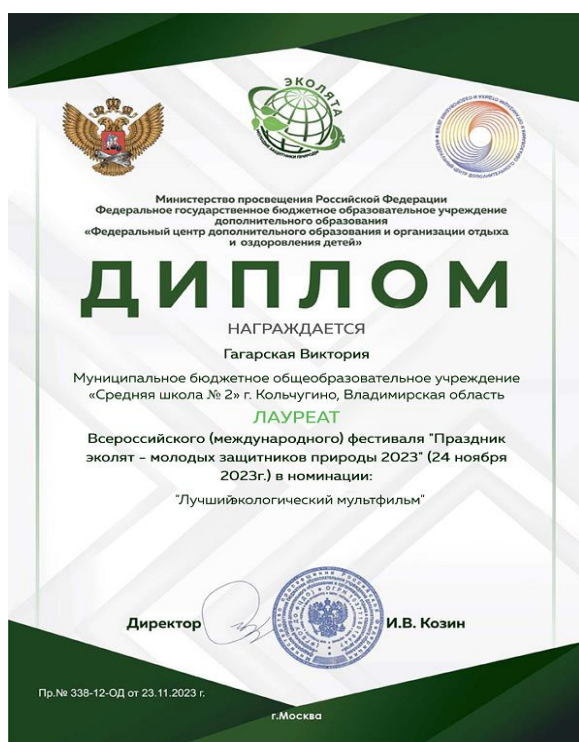 ЭКОЛЯТА
МОЛОДЫЕ ЗАЩИТНИКИ ПРИРОДЫ
Министерство просвещения Российской Федерации
Федеральное государственное бюджетное образовательное учреждение
дополнительного образования
«Федеральный центр дополнительного образования и организации отдыха
и оздоровления детей»
ДИПЛОМ
НАГРАЖДАЕТСЯ
Гагарская Виктория
Муниципальное бюджетное общеобразовательное учреждение
«Средняя школа № 2» г. Кольчугино, Владимирская область
ЛАУРЕАТ
Всероссийского (международного) фестиваля "Праздник
эколят – молодых защитников природы 2023" (24 ноября
2023г.) в номинации:
"Лучшийэкологический мультфильм"
Директор
И.В. Козин
Пр.№ 338-12-ОД от 23.11.2023 г.
г.Москва